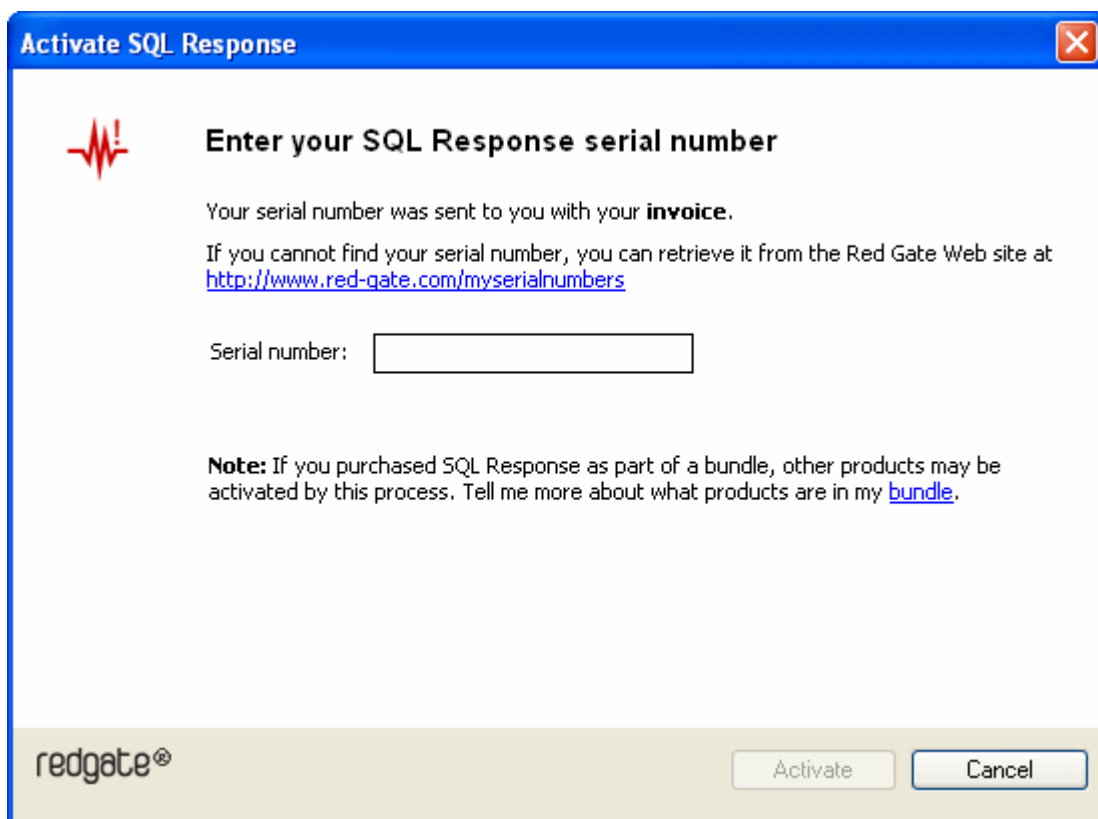 Activate SQL Response
Enter your SQL Response serial number
Your serial number was sent to you with your invoice.
If you cannot find your serial number, you can retrieve it from the Red Gate Web site at
http://www.red-gate.com/myserialnumbers
Serial number:
Note: If you purchased SQL Response as part of a bundle, other products may be
activated by this process. Tell me more about what products are in my bundle.
redgate®
Activate
Cancel